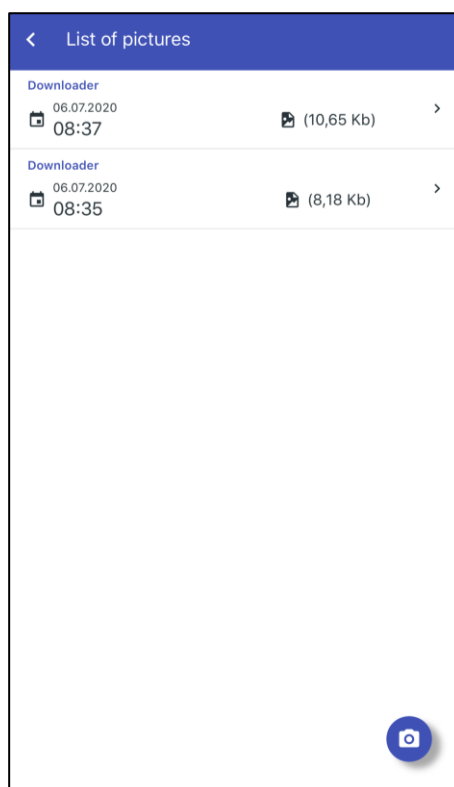 List of pictures
Downloader
06.07.2020
08:37
(10,65 Kb)
Downloader
06.07.2020
08:35
(8,18 Kb)